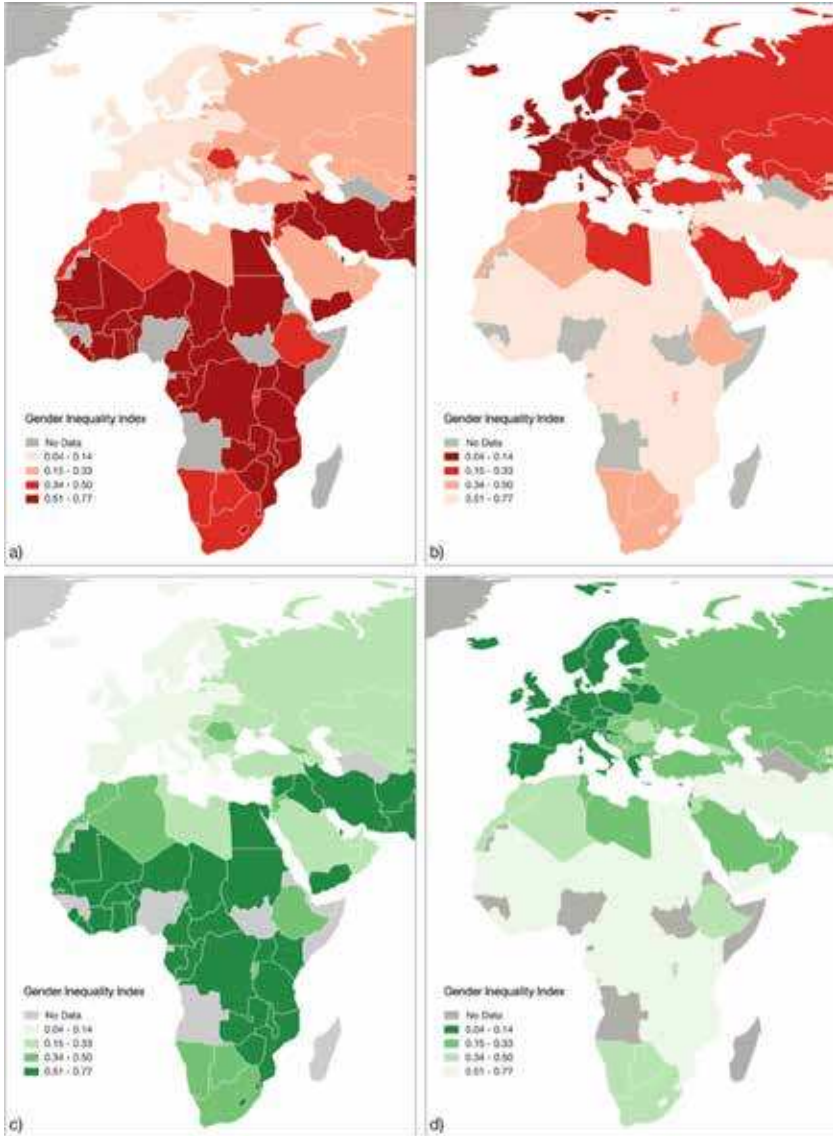 Gender Inequality Index
No Data
0.04 - 0.14
0.15 - 0.33
0.34 - 0.50
0.51 - 0.77
a)
Gender Inequality Index
No Data
0.04 - 0.14
0.15 - 0.33
0.34 - 0.50
0.51 - 0.77
b)
Gender Inequality Index
No Data
0.04 - 0.14
0.15 - 0.33
0.34 - 0.50
0.51 - 0.77
c)
Gender Inequality Index
No Data
0.04 - 0.14
0.15 - 0.33
0.34 - 0.50
0.51 - 0.77
d)